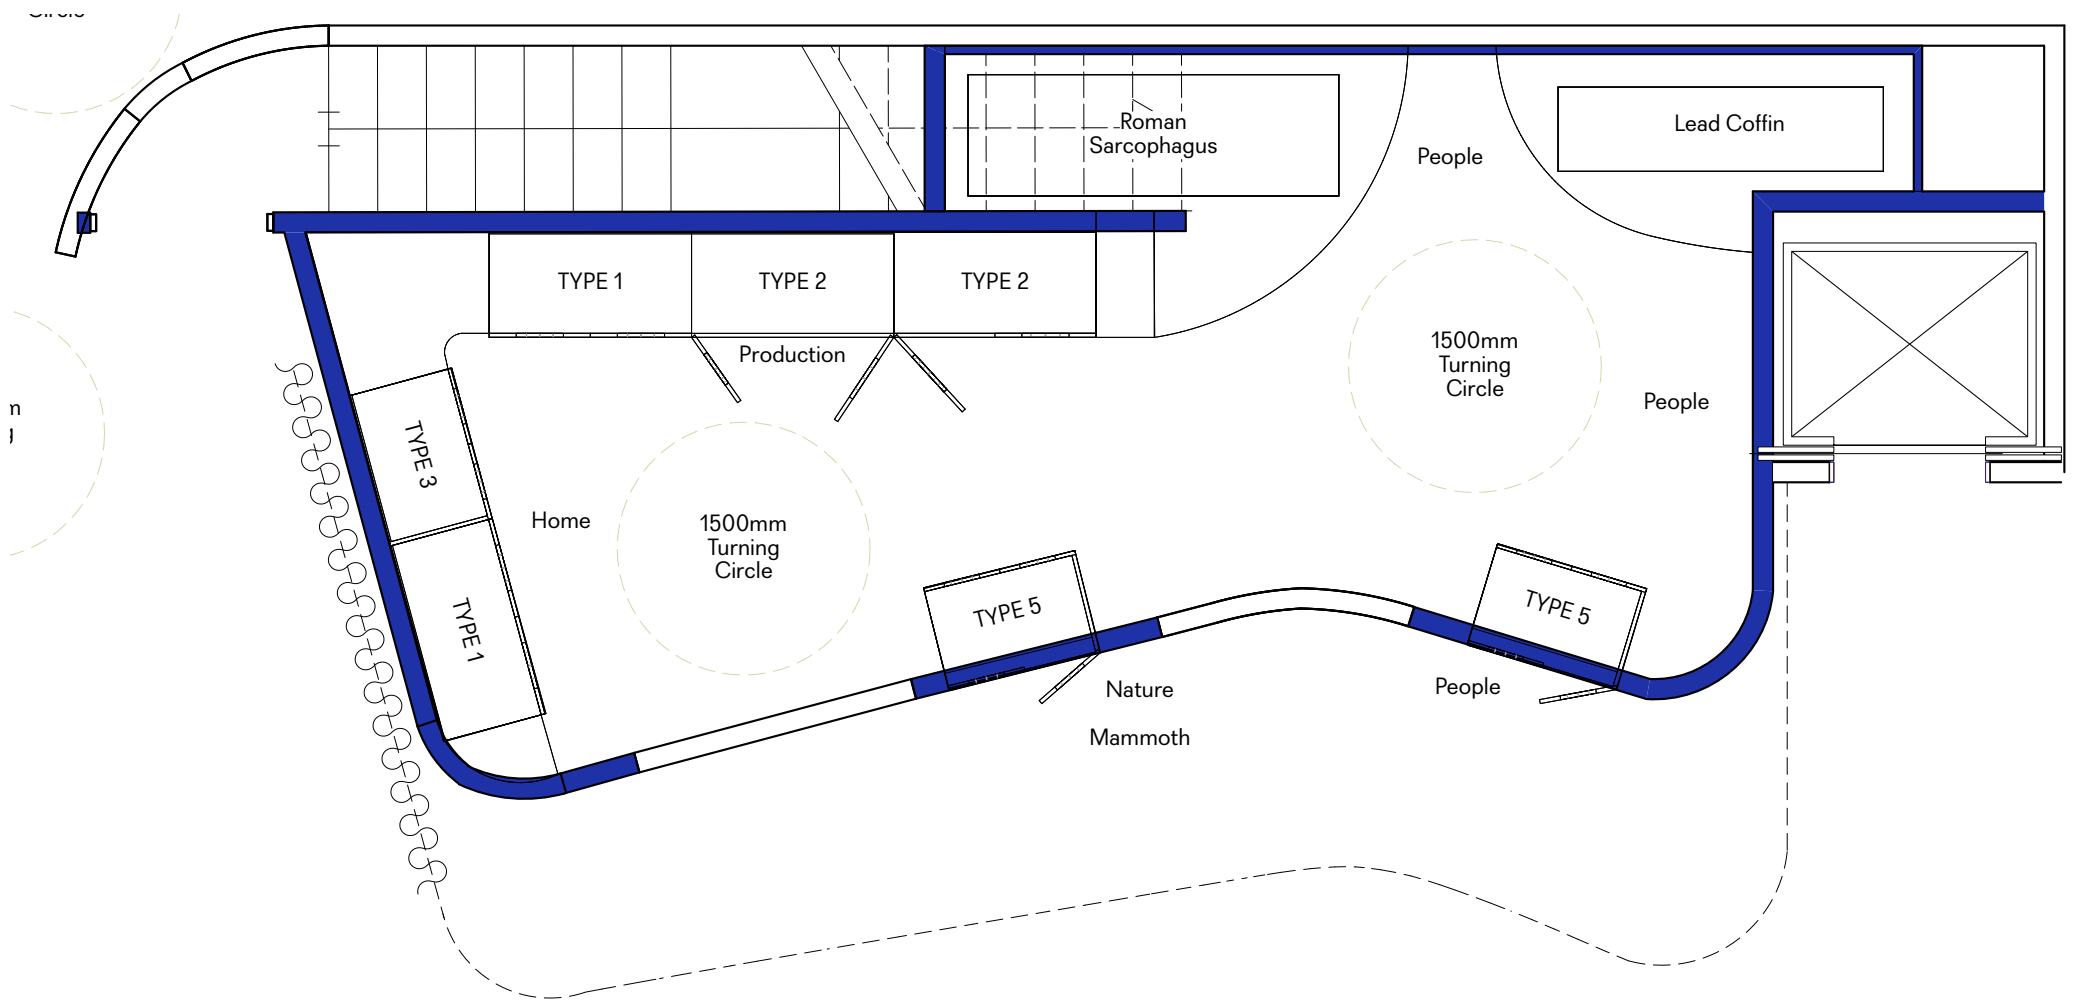 Circle
Roman
Sarcophagus
People
Lead Coffin
TYPE 1
TYPE 2
TYPE 2
Production
1500mm
Turning
Circle
People
m
g
TYPE 3
Home
1500mm
Turning
Circle
TYPE 1
TYPE 5
TYPE 5
Nature
People
Mammoth